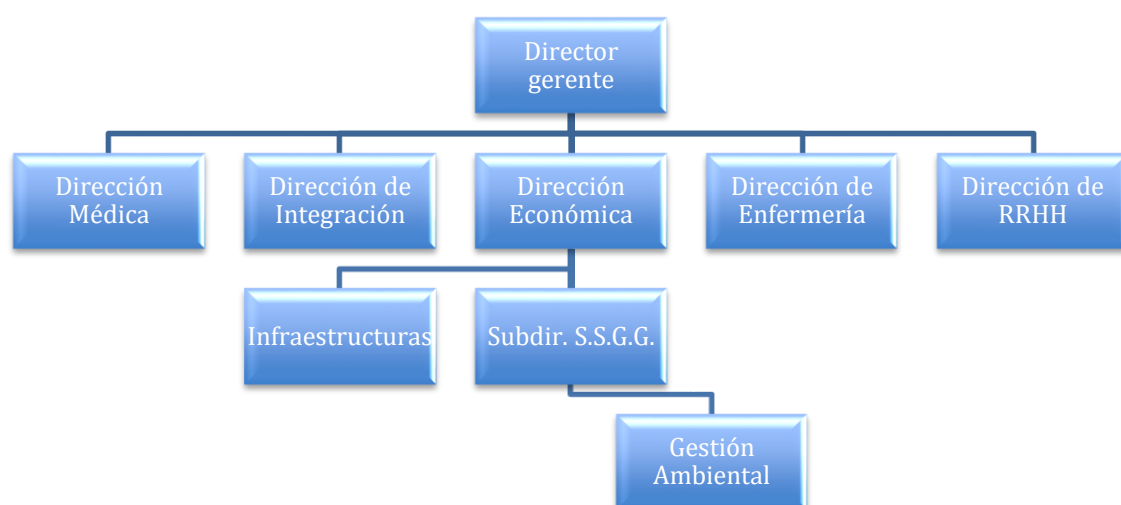 Director
gerente
Dirección
Médica
Dirección de
Integración
Dirección
Económica
Dirección de
Enfermería
Dirección de
RRHH
Infraestructuras
Subdir. S.S.G.G.
Gestión
Ambiental